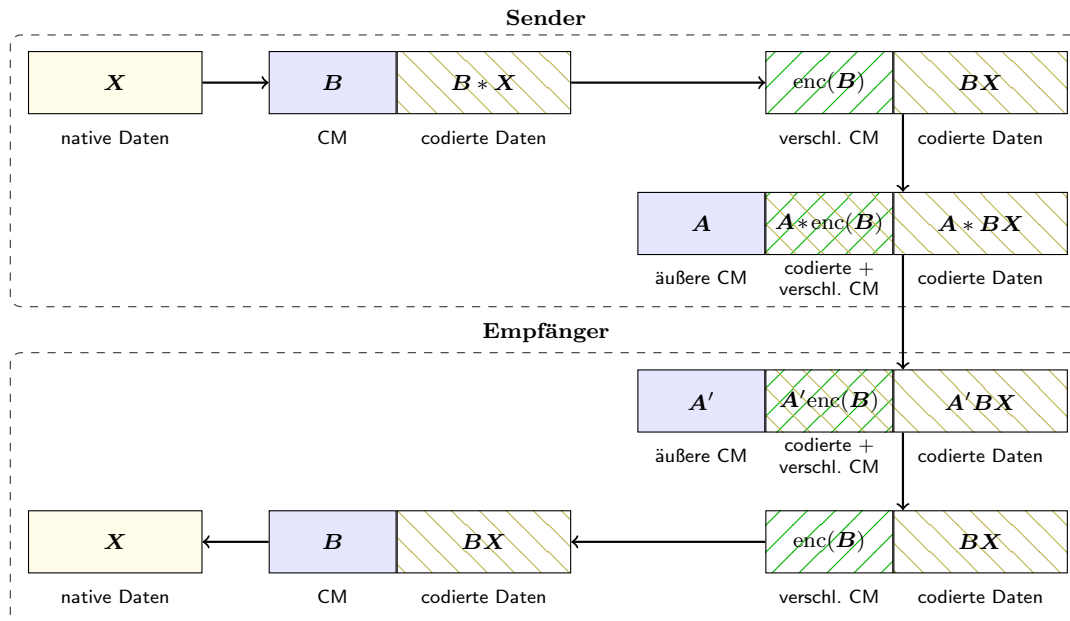 Sender
X B B ∗ X enc(B) BX
native Daten CM codierte Daten verschl. CM codierte Daten
A A∗enc(B) A ∗ BX
äußere CM codierte + verschl. CM codierte Daten
Empfänger
A′ A′enc(B) A′BX
äußere CM codierte + verschl. CM codierte Daten
X B BX enc(B) BX
native Daten CM codierte Daten verschl. CM codierte Daten